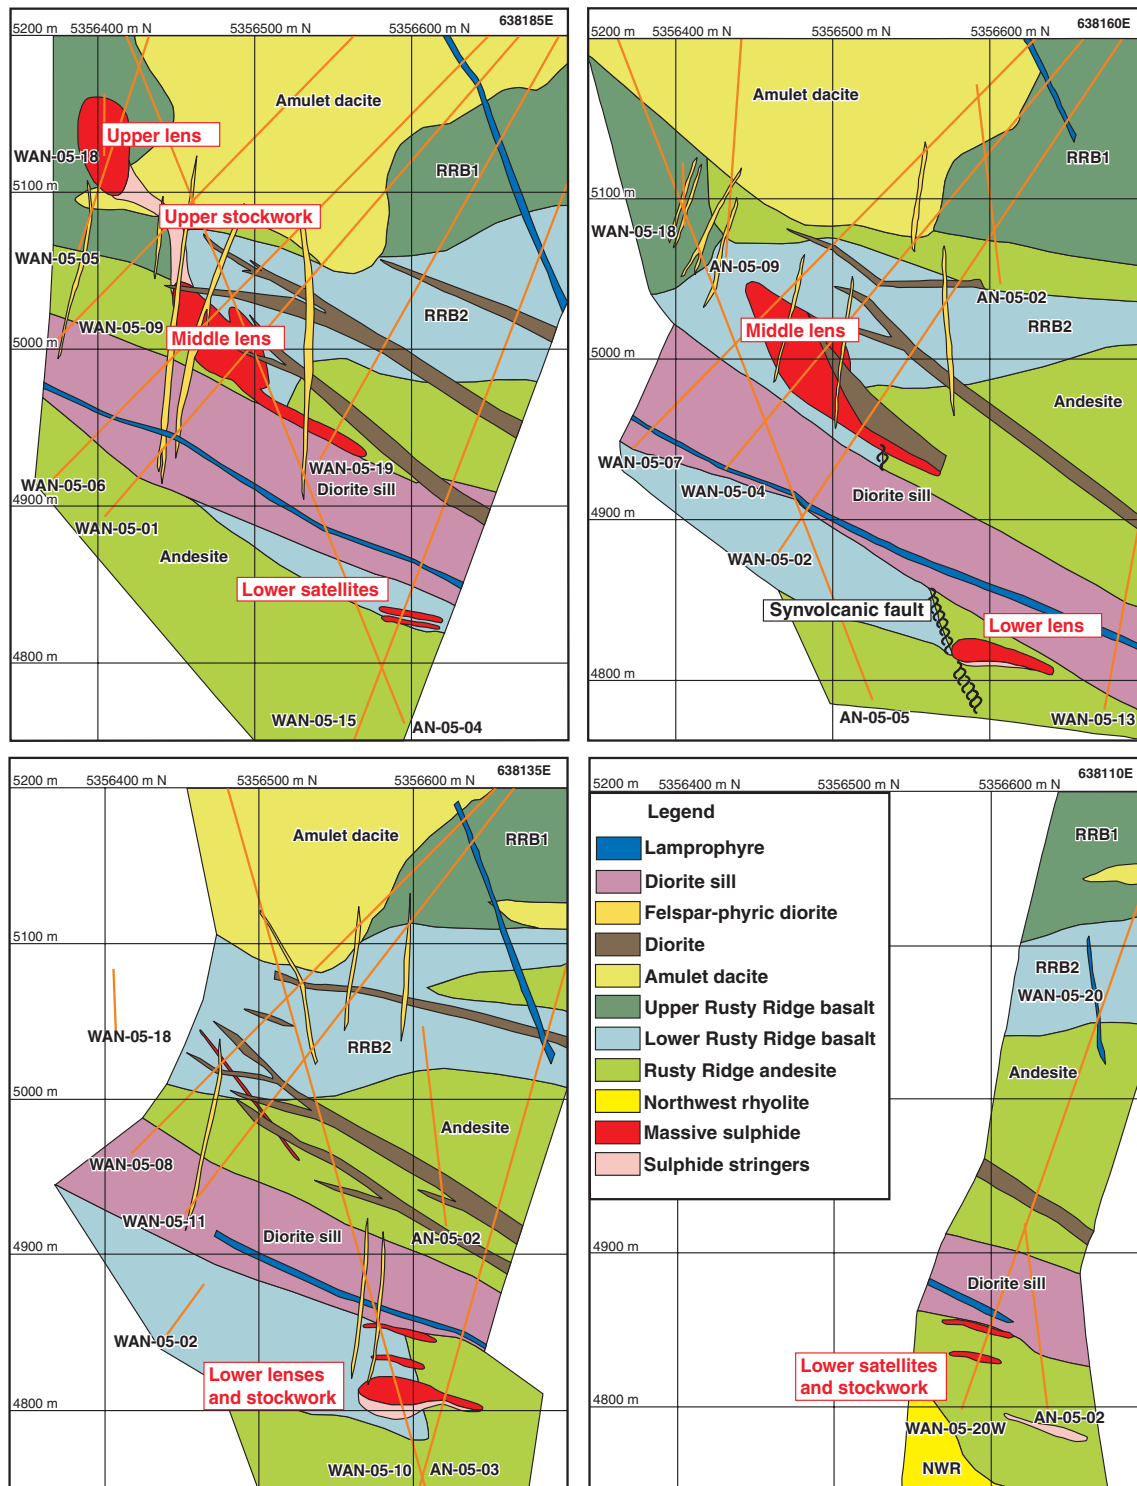 638185E
5200 m
5356400 m N
5356500 m N
5356600 m N
Amulet dacite
Upper lens
WAN-05-18
RRB1
5100 m
Upper stockwork
WAN-05-05
RRB2
WAN-05-09
Middle lens
5000 m
WAN-05-19
WAN-05-06
Diorite sill
4900 m
WAN-05-01
Andesite
Lower satellites
4800 m
WAN-05-15
AN-05-04
638160E
5200 m
5356400 m N
5356500 m N
5356600 m N
Amulet dacite
RRB1
5100 m
WAN-05-18
AN-05-09
AN-05-02
RRB2
Middle lens
5000 m
Andesite
WAN-05-07
WAN-05-04
Diorite sill
4900 m
WAN-05-02
Synvolcanic fault
Lower lens
4800 m
AN-05-05
WAN-05-13
638135E
5200 m
5356400 m N
5356500 m N
5356600 m N
Amulet dacite
RRB1
5100 m
WAN-05-18
RRB2
5000 m
Andesite
WAN-05-08
WAN-05-11
Diorite sill
AN-05-02
4900 m
WAN-05-02
Lower lenses
and stockwork
4800 m
WAN-05-10
AN-05-03
638110E
5200 m
5356400 m N
5356500 m N
5356600 m N
Legend
Lamprophyre
Diorite sill
Felspar-phyric diorite
Diorite
Amulet dacite
Upper Rusty Ridge basalt
Lower Rusty Ridge basalt
Rusty Ridge andesite
Northwest rhyolite
Massive sulphide
Sulphide stringers
RRB1
RRB2
WAN-05-20
Andesite
4900 m
Diorite sill
Lower satellites
and stockwork
4800 m
AN-05-02
WAN-05-20W
NWR